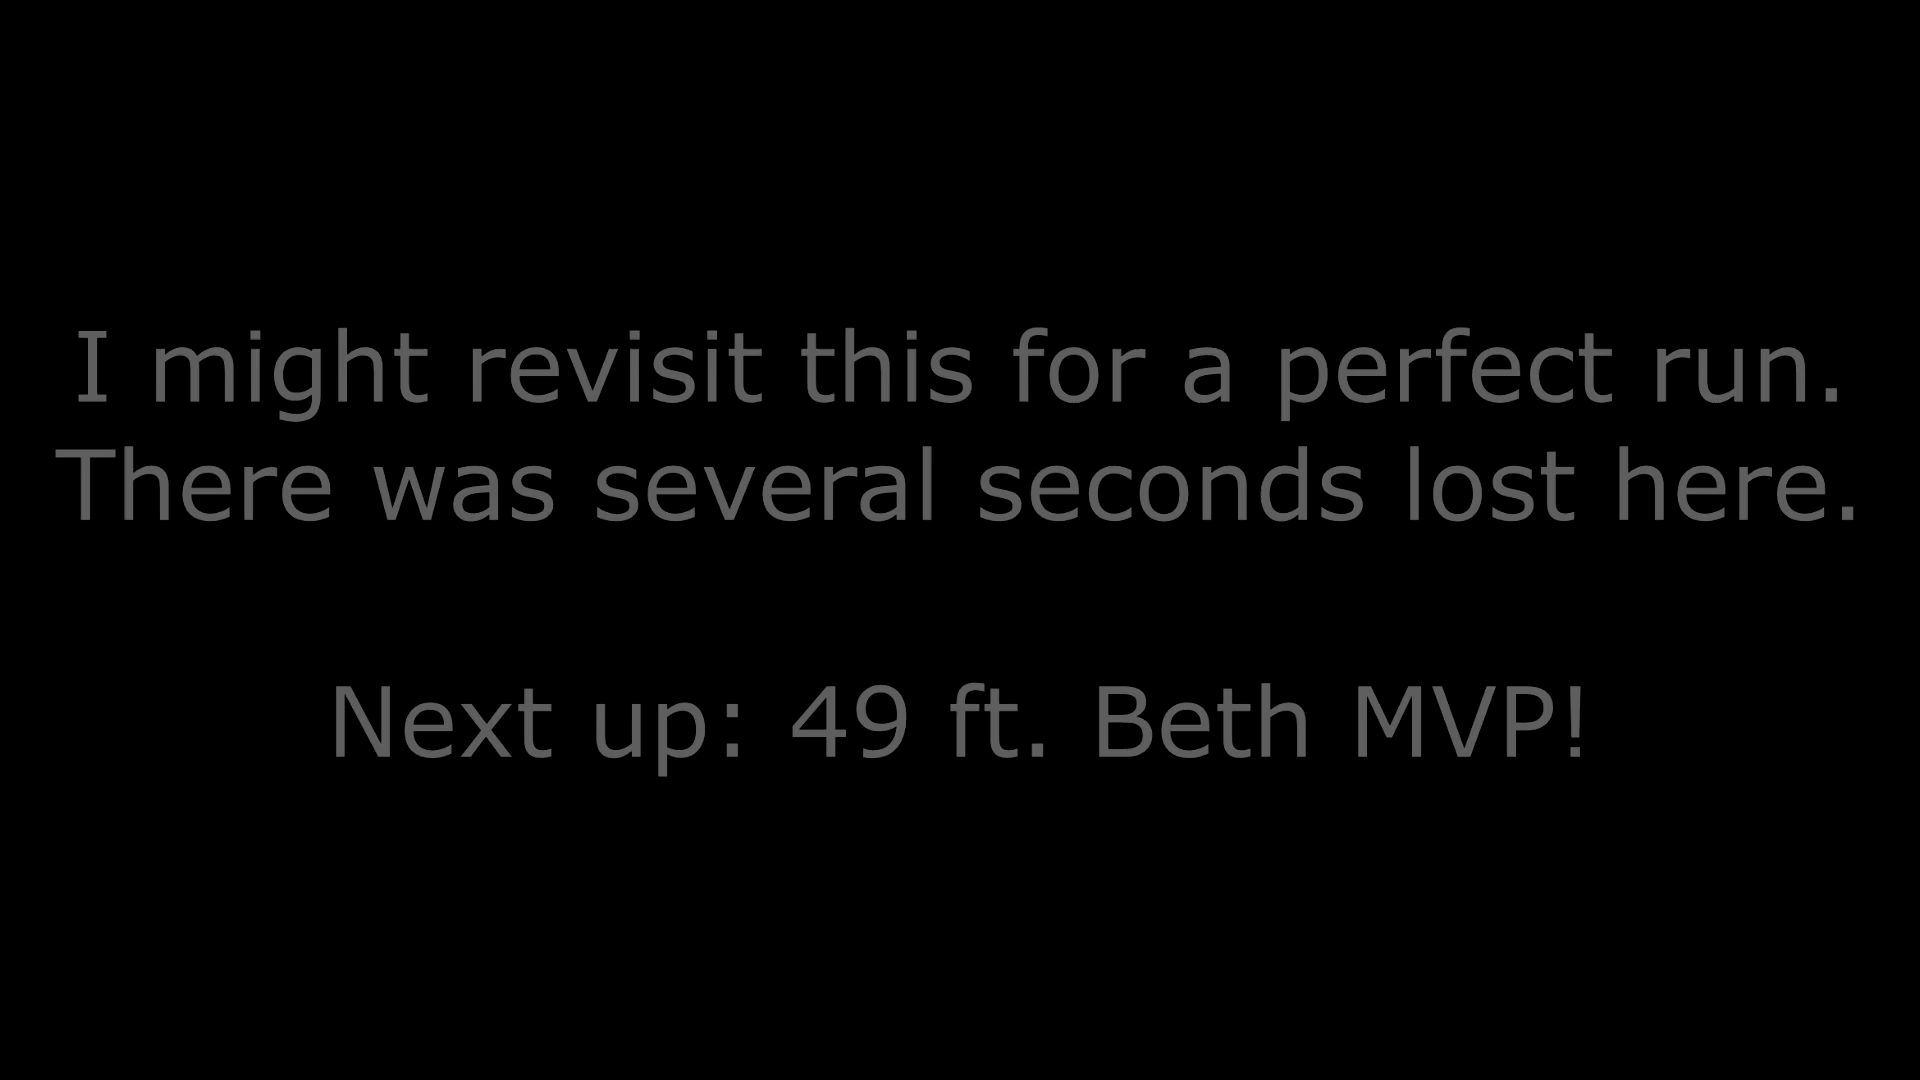 I might revisit this for a perfect run.
There was several seconds lost here.
Next up: 49 ft. Beth MVP!